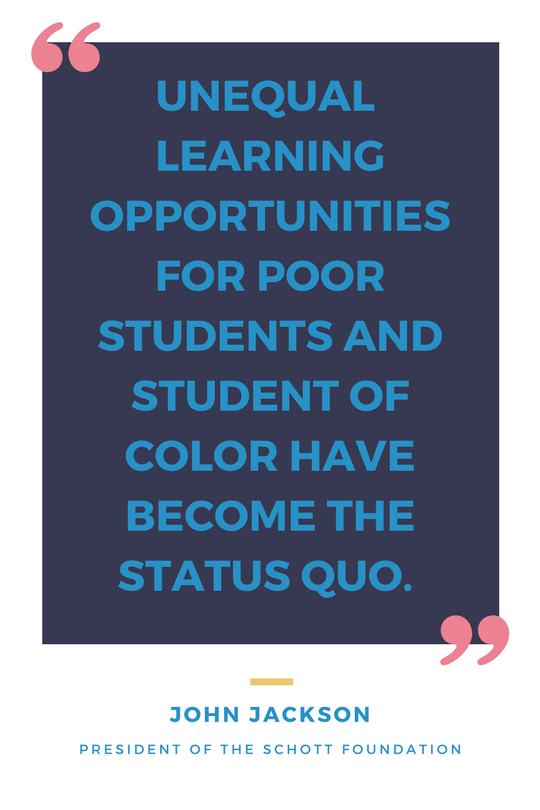 “
UNEQUAL
LEARNING
OPPORTUNITIES
FOR POOR
STUDENTS AND
STUDENT OF
COLOR HAVE
BECOME THE
STATUS QUO.
”
JOHN JACKSON
PRESIDENT OF THE SCHOTT FOUNDATION